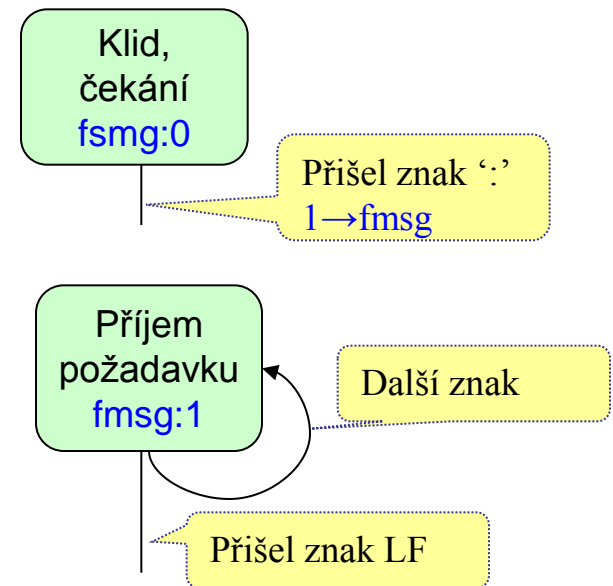 Klid,
čekání
fsmg:0
Přišel znak ‘:’
1→fmsg
Příjem
požadavku
fmsg:1
Další znak
Přišel znak LF